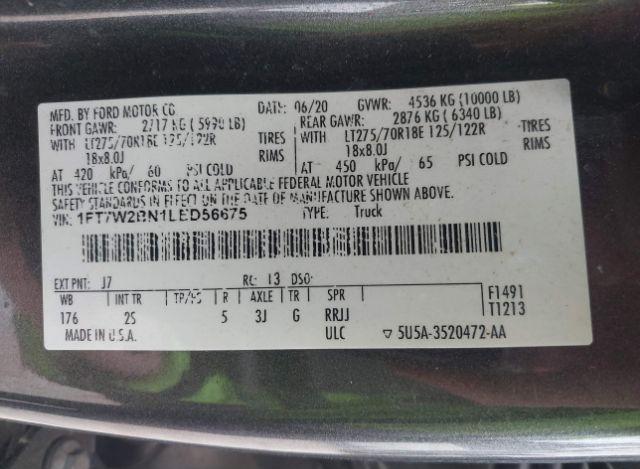 MFD. BY FORD MOTOR CO. DATE: 06/20 GVWR: 4536 KG (10000 LB)
FRONT GAWR: 2717 KG (5990 LB) REAR GAWR: 2876 KG (6340 LB)
WITH LT275/70R18E 125/122R TIRES WITH LT275/70R18E 125/122R TIRES
18x8.0J RIMS 18x8.0J RIMS
AT 420 kPa/ 60 PSI COLD AT 450 kPa/ 65 PSI COLD
THIS VEHICLE CONFORMS TO ALL APPLICABLE FEDERAL MOTOR VEHICLE
SAFETY STANDARDS IN EFFECT ON THE DATE OF MANUFACTURE SHOWN ABOVE.
VIN: 1FT7W2BN1LED56675 TYPE: Truck
EXT PNT: J7 RC: 13 DSO:
WB INT TR TP/PS R AXLE TR SPR F1491
176 2S 5 3J G RRJJ T1213
MADE IN U.S.A. ULC ▽ 5U5A-3520472-AA